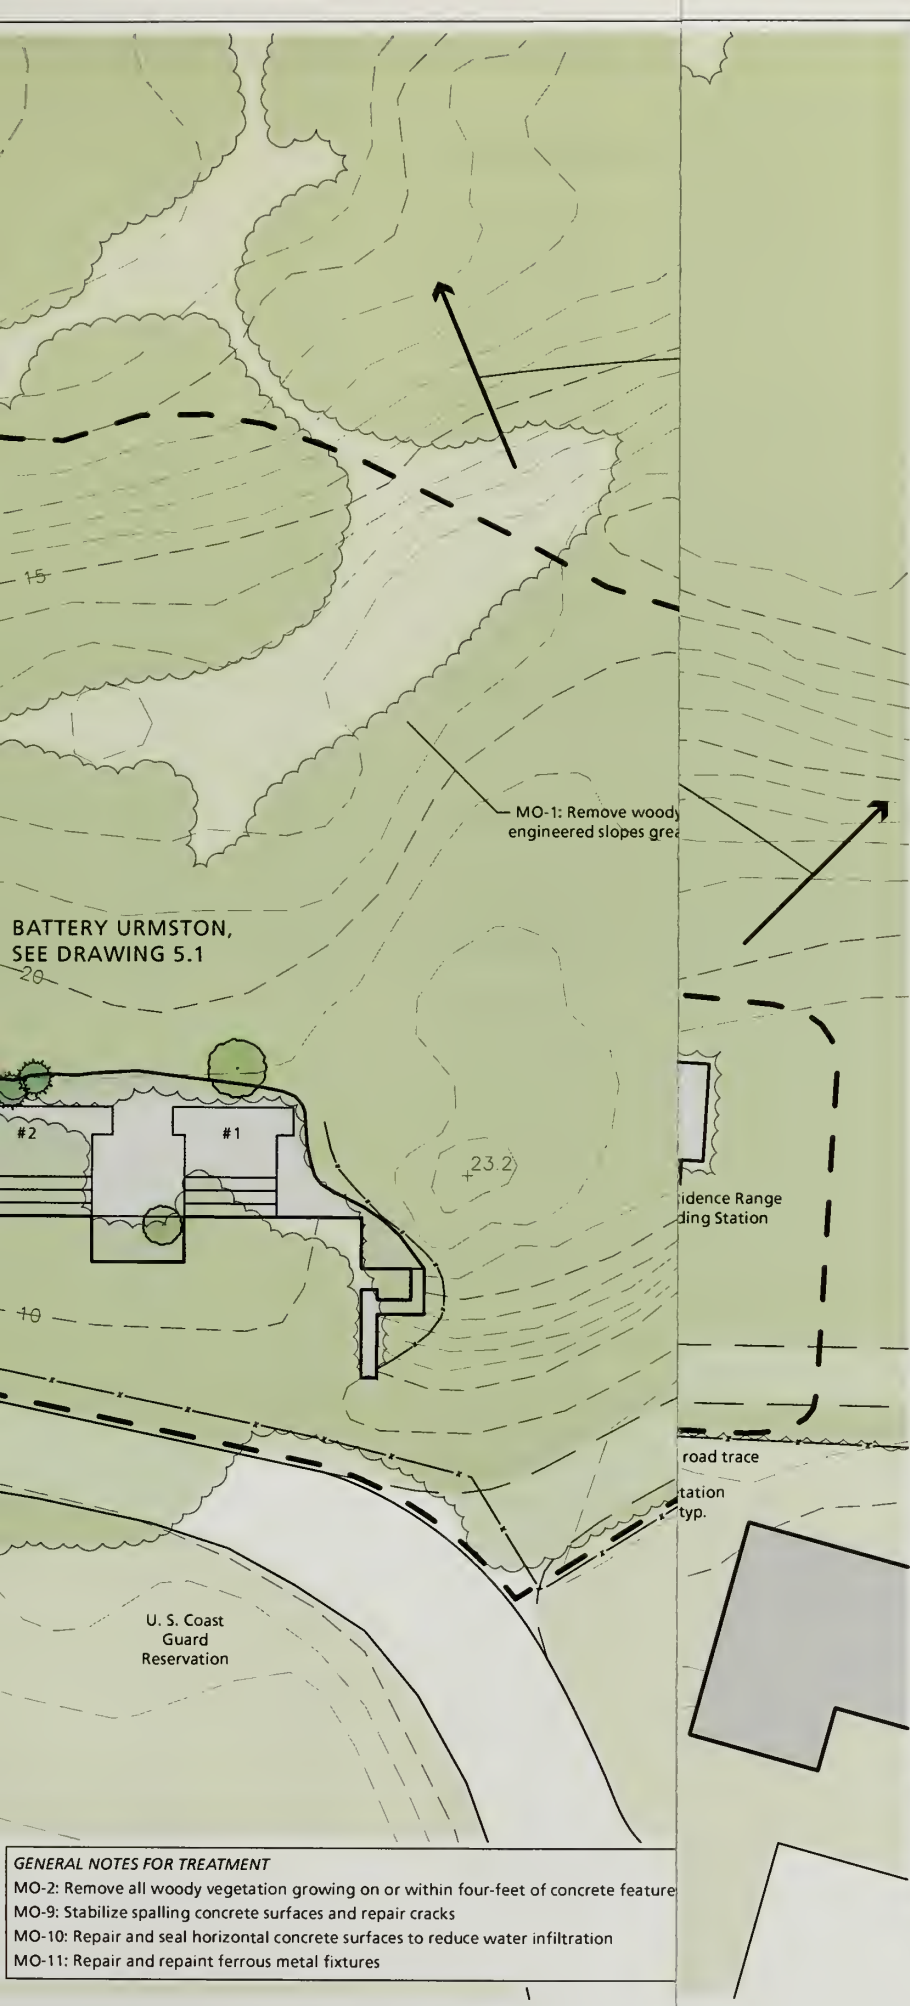 15
MO-1: Remove woody
engineered slopes grea
BATTERY URMSTON,
SEE DRAWING 5.1
20
#2
#1
23.2
idence Range
ding Station
10
road trace
tation
typ.
U. S. Coast
Guard
Reservation
GENERAL NOTES FOR TREATMENT
MO-2: Remove all woody vegetation growing on or within four-feet of concrete feature
MO-9: Stabilize spalling concrete surfaces and repair cracks
MO-10: Repair and seal horizontal concrete surfaces to reduce water infiltration
MO-11: Repair and repaint ferrous metal fixtures